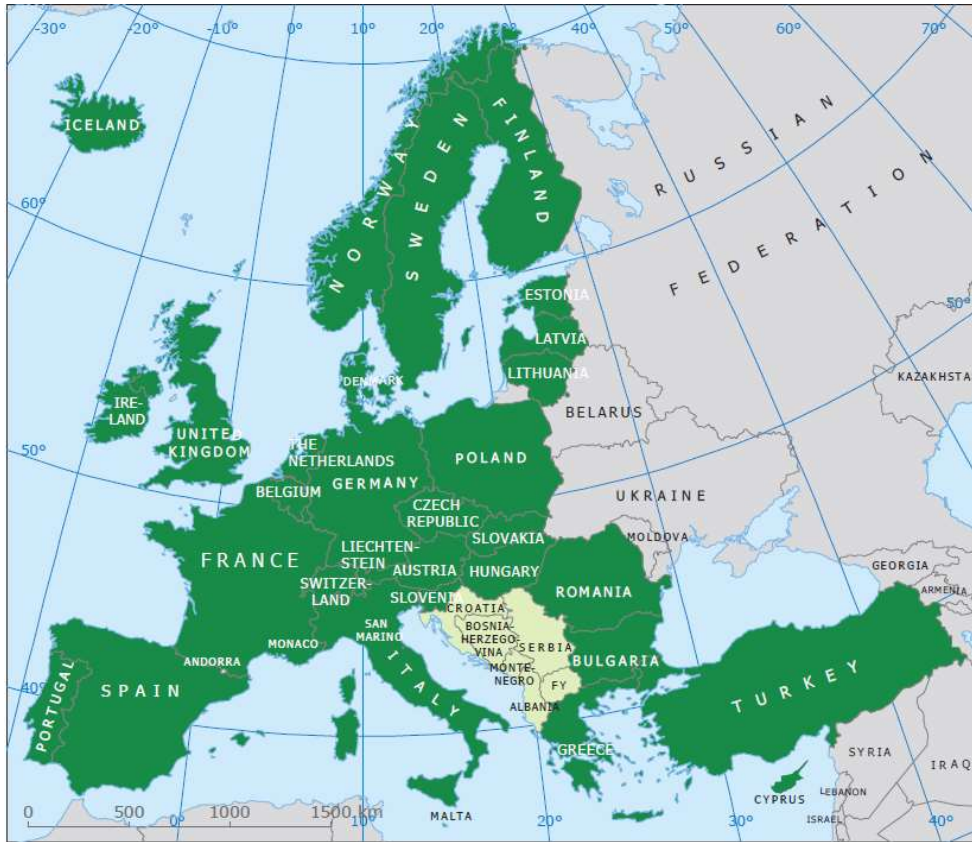 -30°
-20°
-10°
0°
10°
20°
30°
40°
50°
60°
70°
ICELAND
NORWAY
SWEDEN
FINLAND
RUSSIAN
FEDERATION
60°
50°
ESTONIA
LATVIA
LITHUANIA
DENMARK
KAZAKHSTA
BELARUS
IRE-
LAND
UNITED
KINGDOM
THE
NETHERLANDS
POLAND
50°
BELGIUM
GERMANY
CZECH
REPUBLIC
UKRAINE
SLOVAKIA
MOLDOVA
FRANCE
LIECHTEN-
STEIN
AUSTRIA
HUNGARY
GEORGIA
SWITZER-
LAND
SLOVENIA
ROMANIA
ARMENIA
CROATIA
SAN
MARINO
BOSNIA-
HERZEGO-
VINA
SERBIA
MONACO
ANDORRA
ITALY
MONTE-
NEGRO
BULGARIA
FY
40°
PORTUGAL
SPAIN
ALBANIA
TURKEY
GREECE
SYRIA
IRAQ
CYPRUS
LEBANON
ISRAEL
MALTA
0
500
1000
1500 km
0°
10°
20°
30°
40°